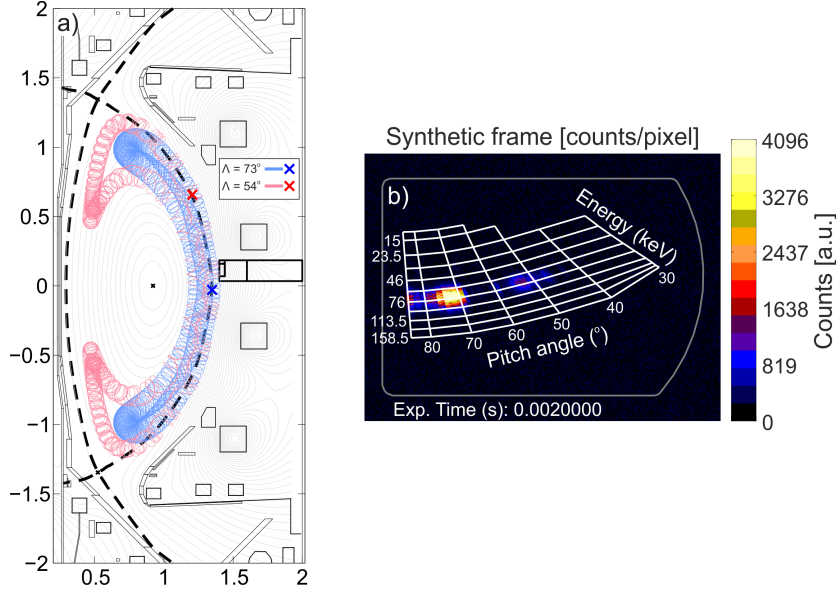 a)
2
1.5
1
0.5
0
−0.5
−1
−1.5
−2
0.5 1 1.5 2
Λ = 73°
Λ = 54°
Synthetic frame [counts/pixel]
b)
Energy (keV)
15
23.5
46
76
113.5
158.5
80 70 60 50 40 30
Pitch angle (°)
Exp. Time (s): 0.0020000
4096
3276
2437
1638
819
0
Counts [a.u.]